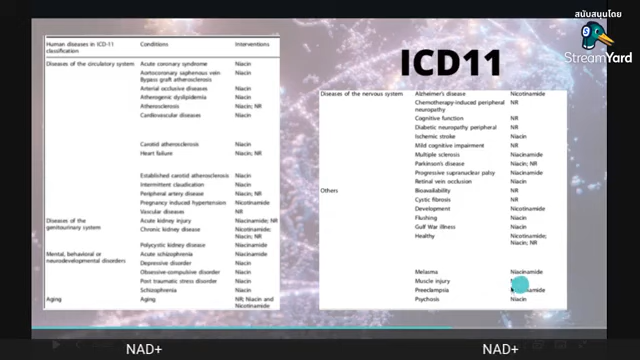 สนับสนุนโดย
StreamYard
ICD11
Human diseases in ICD-11 classification Conditions Interventions
Diseases of the circulatory system Acute coronary syndrome Niacin
Aortocoronary saphenous vein Bypass graft atherosclerosis Niacin
Arterial occlusive diseases Niacin
Atherogenic dyslipidemia Niacin
Atherosclerosis Niacin; NR
Cardiovascular diseases Niacin
Carotid atherosclerosis Niacin
Heart failure Niacin; NR
Established carotid atherosclerosis Niacin
Intermittent claudication Niacin
Peripheral artery disease Niacin; NR
Pregnancy induced hypertension Nicotinamide
Vascular diseases NR
Diseases of the genitourinary system Acute kidney injury Niacinamide; NR
Chronic kidney disease Nicotinamide; Niacin; NR
Polycystic kidney disease Niacinamide
Mental, behavioral or neurodevelopmental disorders Acute schizophrenia Niacinamide
Depressive disorder Niacin
Obsessive-compulsive disorder Niacin
Post traumatic stress disorder Niacin
Schizophrenia Niacin
Aging Aging NR; Niacin and Nicotinamide
Diseases of the nervous system Alzheimer's disease Nicotinamide
Chemotherapy-induced peripheral neuropathy NR
Cognitive function NR
Diabetic neuropathy peripheral NR
Ischemic stroke Niacin
Mild cognitive impairment NR
Multiple sclerosis Niacinamide
Parkinson's disease Niacin; NR
Progressive supranuclear palsy Niacinamide
Retinal vein occlusion Niacin
Others Bioavailability NR
Cystic fibrosis NR
Development Nicotinamide
Flushing Niacin
Gulf War illness Niacin
Healthy Nicotinamide; Niacin; NR
Melasma Niacinamide
Muscle injury
Preeclampsia
Psychosis Niacin
NAD+ NAD+